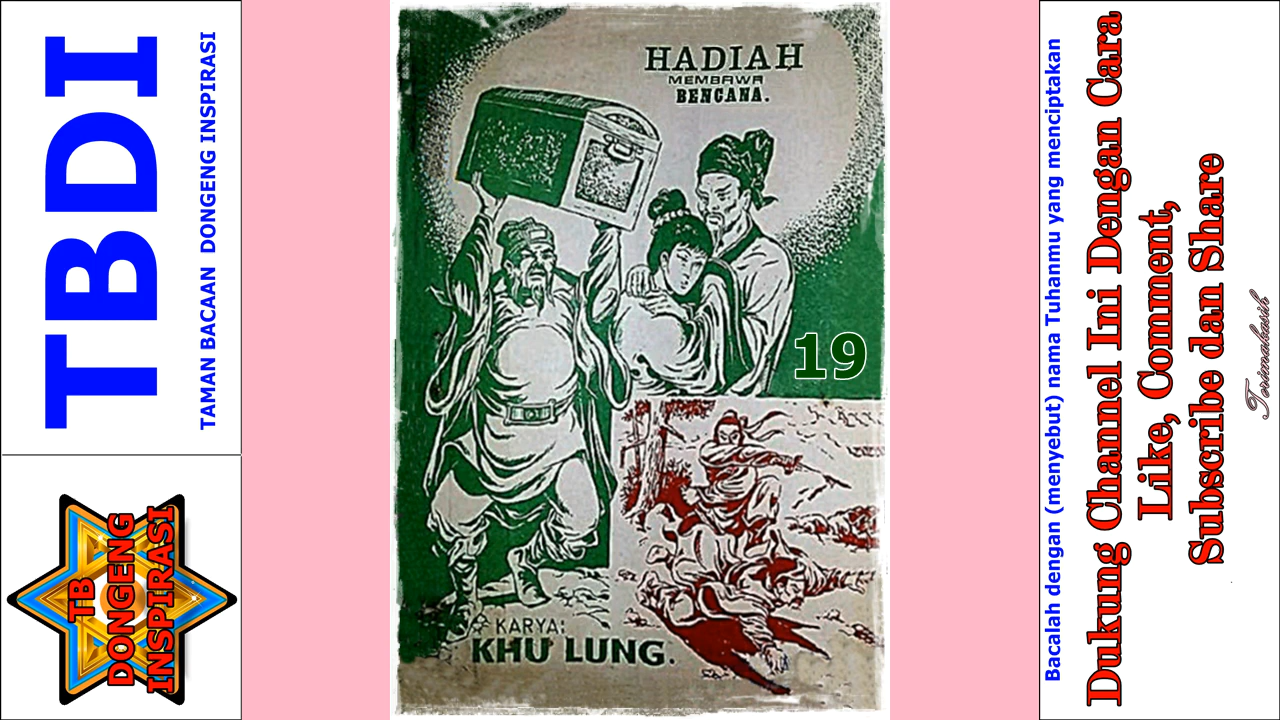 TBDI
TAMAN BACAAN DONGENG INSPIRASI
TB
DONGENG
INSPIRASI
HADIAH
MEMBAWA
BENCANA.
19
KARYA:
KHU LUNG.
Bacalah dengan (menyebut) nama Tuhanmu yang menciptakan
Dukung Channel Ini Dengan Cara
Like, Comment,
Subscribe dan Share
Terimakasih